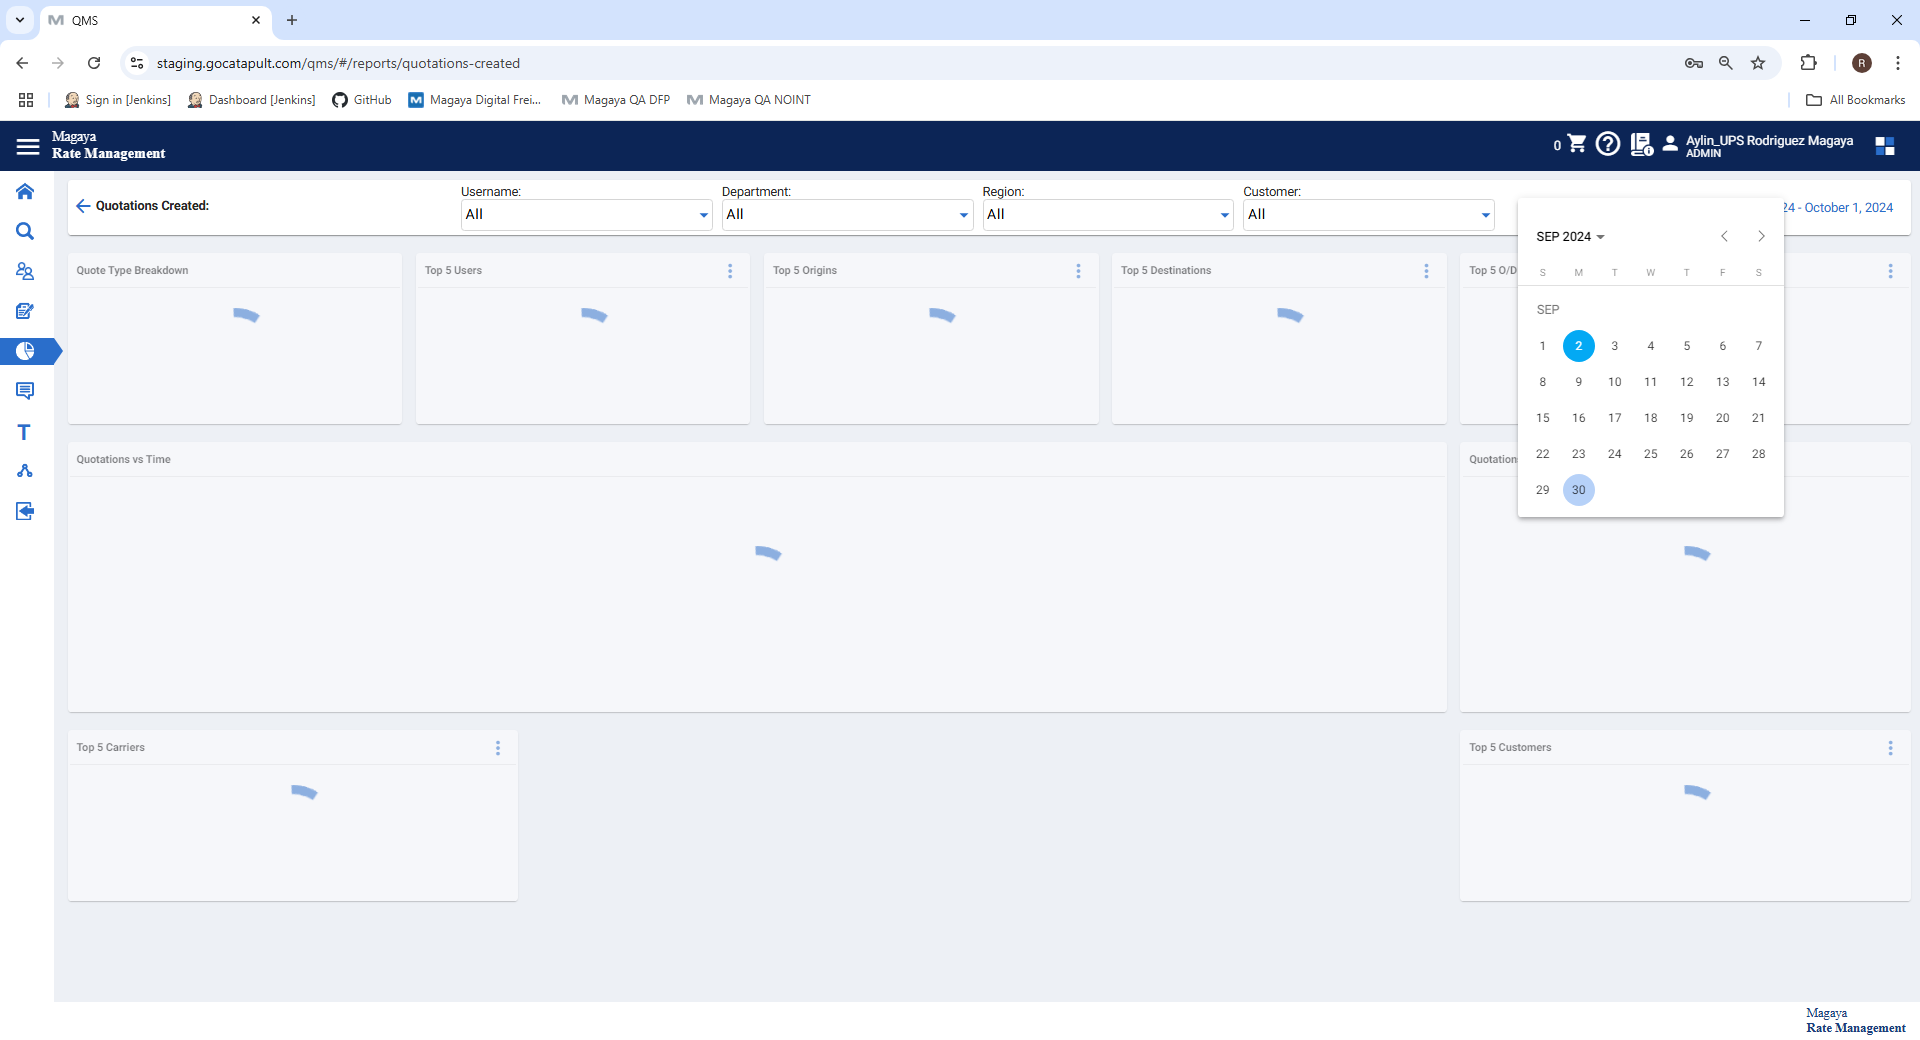 QMS
staging.gocatapult.com/qms/#/reports/quotations-created
R
Sign in [Jenkins]
Dashboard [Jenkins]
GitHub
Magaya Digital Frei...
Magaya QA DFP
Magaya QA NOINT
All Bookmarks
Magaya
Rate Management
0
Aylin_UPS Rodriguez Magaya
ADMIN
Quotations Created:
Username:
All
Department:
All
Region:
All
Customer:
All
24 - October 1, 2024
Quote Type Breakdown
Top 5 Users
Top 5 Origins
Top 5 Destinations
Top 5 O/D
SEP 2024
S M T W T F S
SEP
1 2 3 4 5 6 7
8 9 10 11 12 13 14
15 16 17 18 19 20 21
22 23 24 25 26 27 28
29 30
Quotations vs Time
Quotations
Top 5 Carriers
Top 5 Customers
T
Magaya
Rate Management